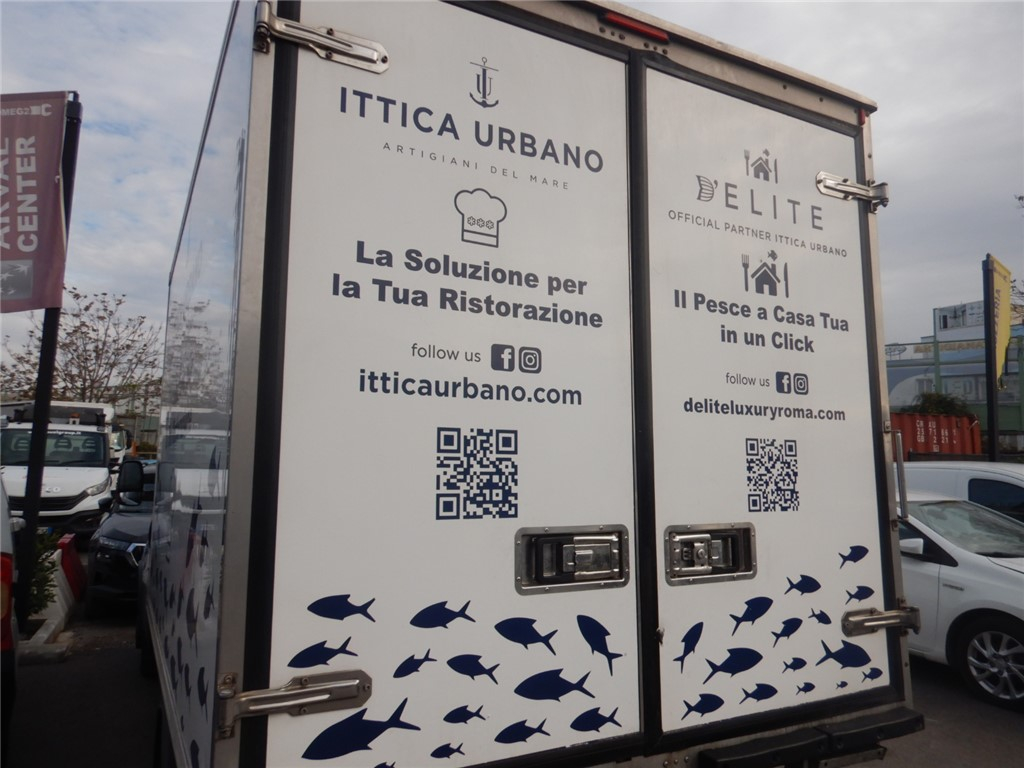 ITTICA URBANO
ARTIGIANI DEL MARE
La Soluzione per
la Tua Ristorazione
follow us
itticaurbano.com
D'ELITE
OFFICIAL PARTNER ITTICA URBANO
Il Pesce a Casa Tua
in un Click
follow us
deliteluxuryroma.com
ARVAL
CENTER